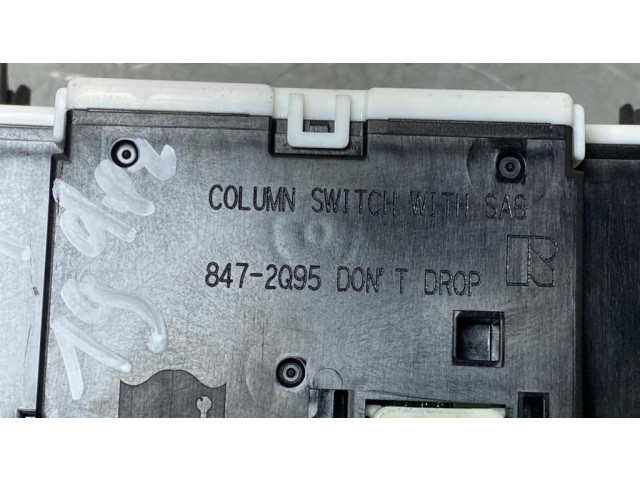 COLUMN SWITCH WITH SAS
847-2Q95 DON'T DROP